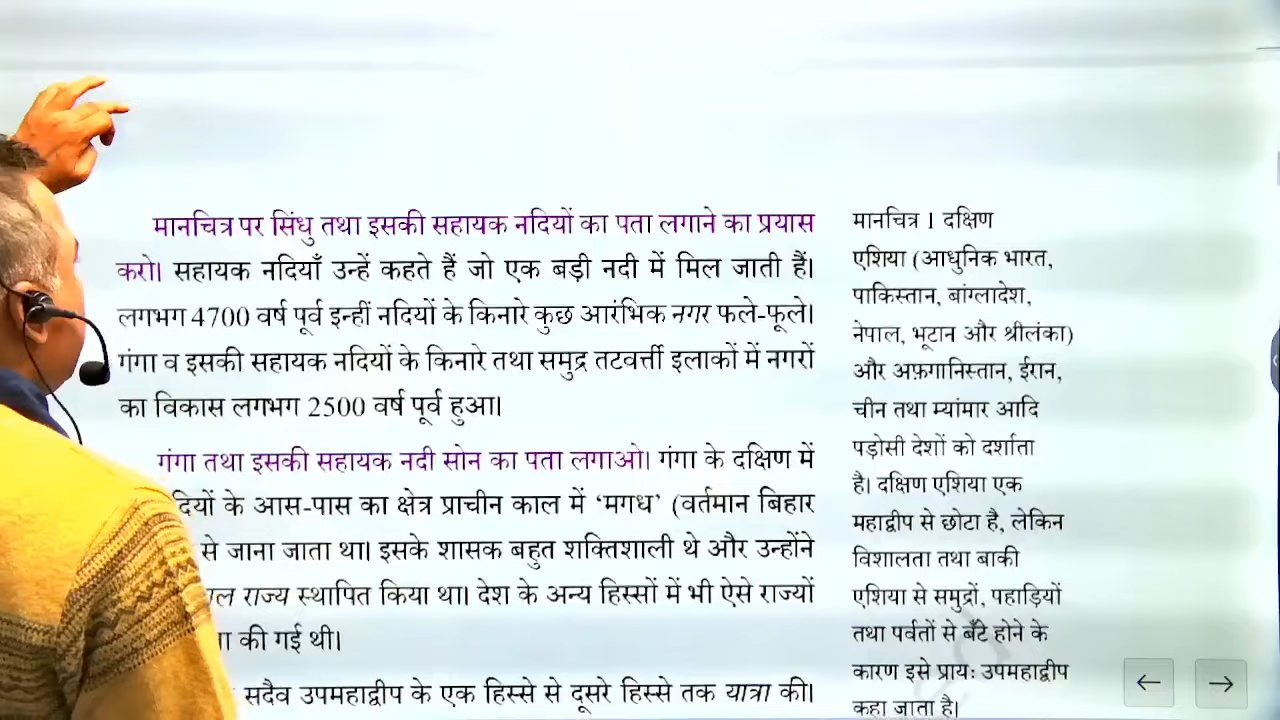 मानचित्र पर सिंधु तथा इसकी सहायक नदियों का पता लगाने का प्रयास
करो। सहायक नदियाँ उन्हें कहते हैं जो एक बड़ी नदी में मिल जाती हैं।
लगभग 4700 वर्ष पूर्व इन्हीं नदियों के किनारे कुछ आरंभिक नगर फले-फूले।
गंगा व इसकी सहायक नदियों के किनारे तथा समुद्र तटवर्त्ती इलाकों में नगरों
का विकास लगभग 2500 वर्ष पूर्व हुआ।
गंगा तथा इसकी सहायक नदी सोन का पता लगाओ। गंगा के दक्षिण में
के आस-पास का क्षेत्र प्राचीन काल में ‘मगध’ (वर्तमान बिहार
से जाना जाता था। इसके शासक बहुत शक्तिशाली थे और उन्होंने
राज्य स्थापित किया था। देश के अन्य हिस्सों में भी ऐसे राज्यों
की गई थी।
सदैव उपमहाद्वीप के एक हिस्से से दूसरे हिस्से तक यात्रा की।
मानचित्र 1 दक्षिण
एशिया (आधुनिक भारत,
पाकिस्तान, बांग्लादेश,
नेपाल, भूटान और श्रीलंका)
और अफ़गानिस्तान, ईरान,
चीन तथा म्यांमार आदि
पड़ोसी देशों को दर्शाता
है। दक्षिण एशिया एक
महाद्वीप से छोटा है, लेकिन
विशालता तथा बाकी
एशिया से समुद्रों, पहाड़ियों
तथा पर्वतों से बँटे होने के
कारण इसे प्रायः उपमहाद्वीप
कहा जाता है।